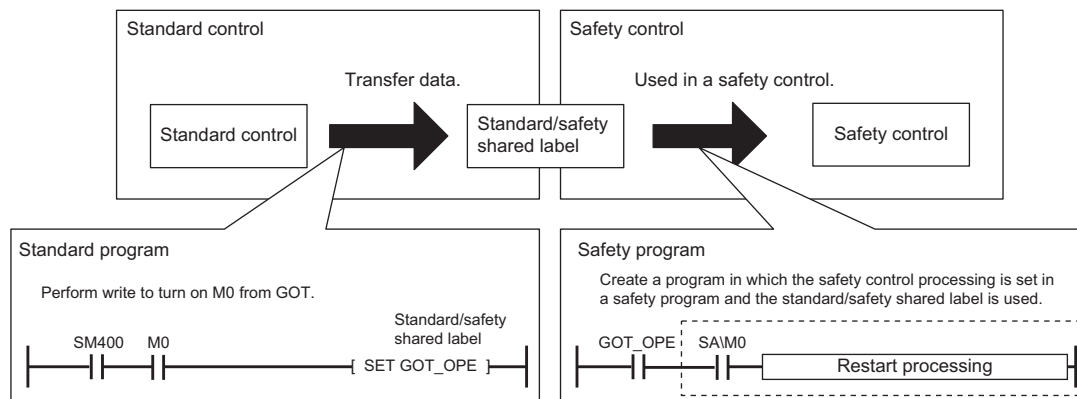 Standard control
Safety control
Transfer data.
Used in a safety control.
Standard control
Standard/safety
shared label
Safety control
Standard program
Perform write to turn on M0 from GOT.
Standard/safety
shared label
SM400 M0
[ SET GOT_OPE ]
Safety program
Create a program in which the safety control processing is set in
a safety program and the standard/safety shared label is used.
GOT_OPE SA\M0
Restart processing